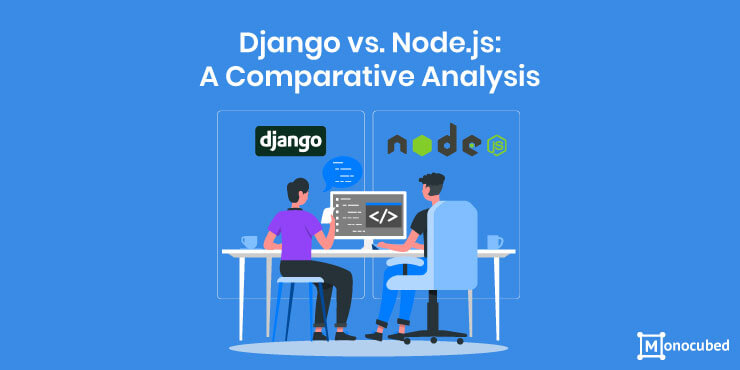 Django vs. Node.js:
A Comparative Analysis
django
node
JS
</>
Monocubed